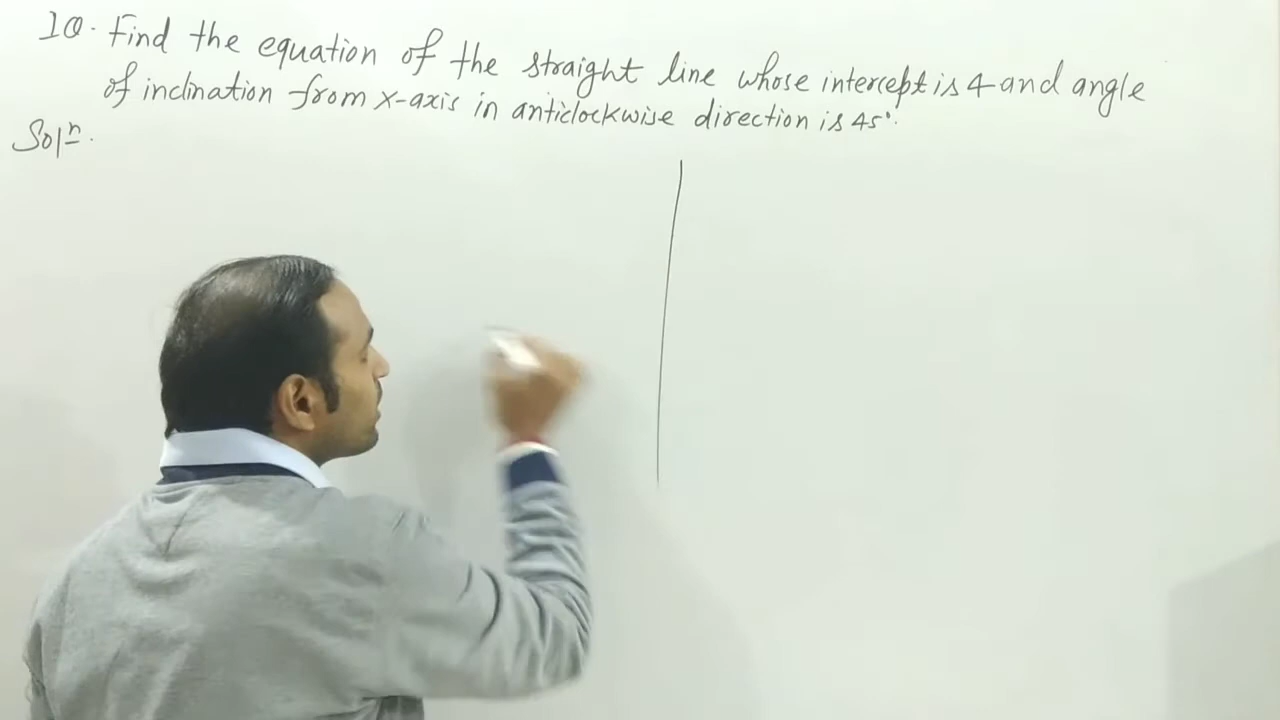 10. Find the equation of the straight line whose intercept is 4 and angle
of inclination from x-axis in anticlockwise direction is 45°.
Solⁿ.